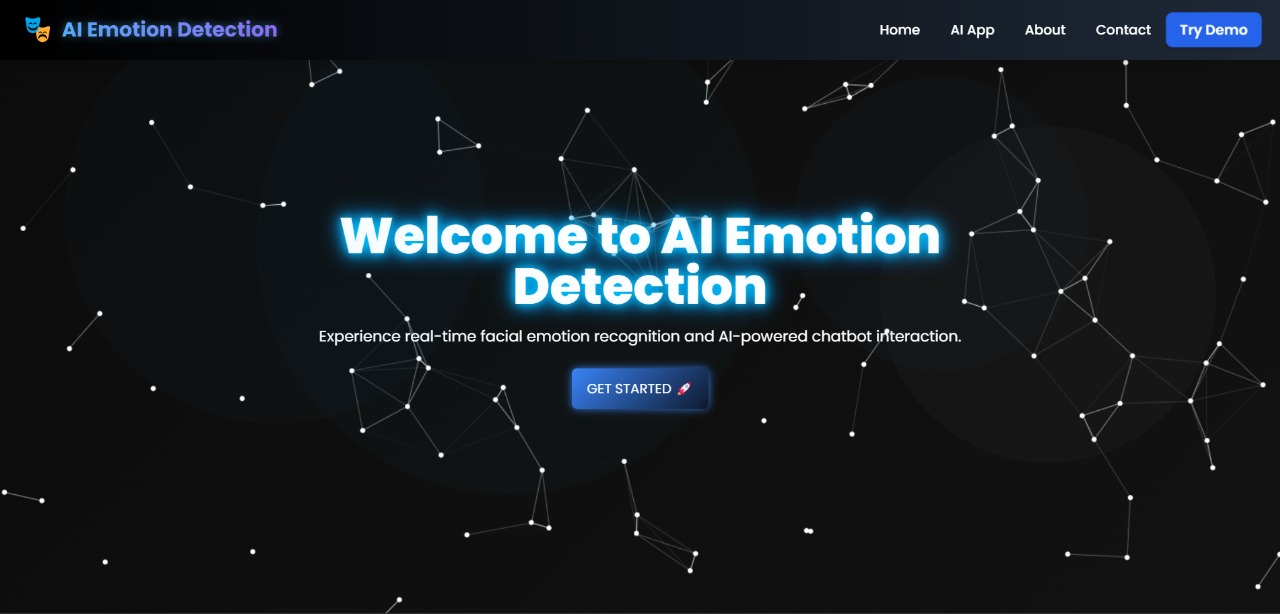 AI Emotion Detection
Home
AI App
About
Contact
Try Demo
Welcome to AI Emotion
Detection
Experience real-time facial emotion recognition and AI-powered chatbot interaction.
GET STARTED 🚀